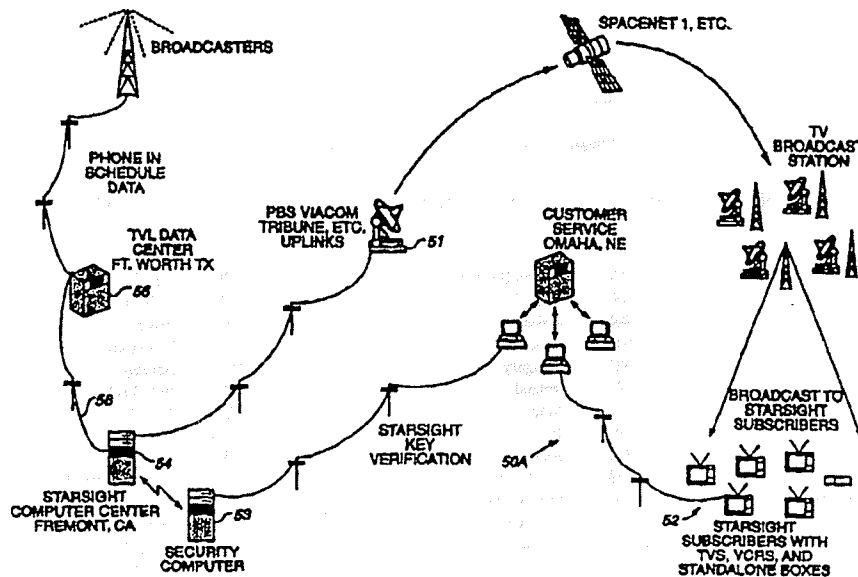 BROADCASTERS
SPACENET 1, ETC.
PHONE IN
SCHEDULE
DATA
TV
BROADCAST
STATION
TVL DATA
CENTER
FT. WORTH TX
56
PBS VIACOM
TRIBUNE, ETC.
UPLINKS
51
CUSTOMER
SERVICE
OMAHA, NE
58
54
STARSIGHT
COMPUTER CENTER
FREMONT, CA
53
SECURITY
COMPUTER
STARSIGHT
KEY
VERIFICATION
50A
BROADCAST TO
STARSIGHT
SUBSCRIBERS
52
STARSIGHT
SUBSCRIBERS WITH
TVS, VCRS, AND
STANDALONE BOXES